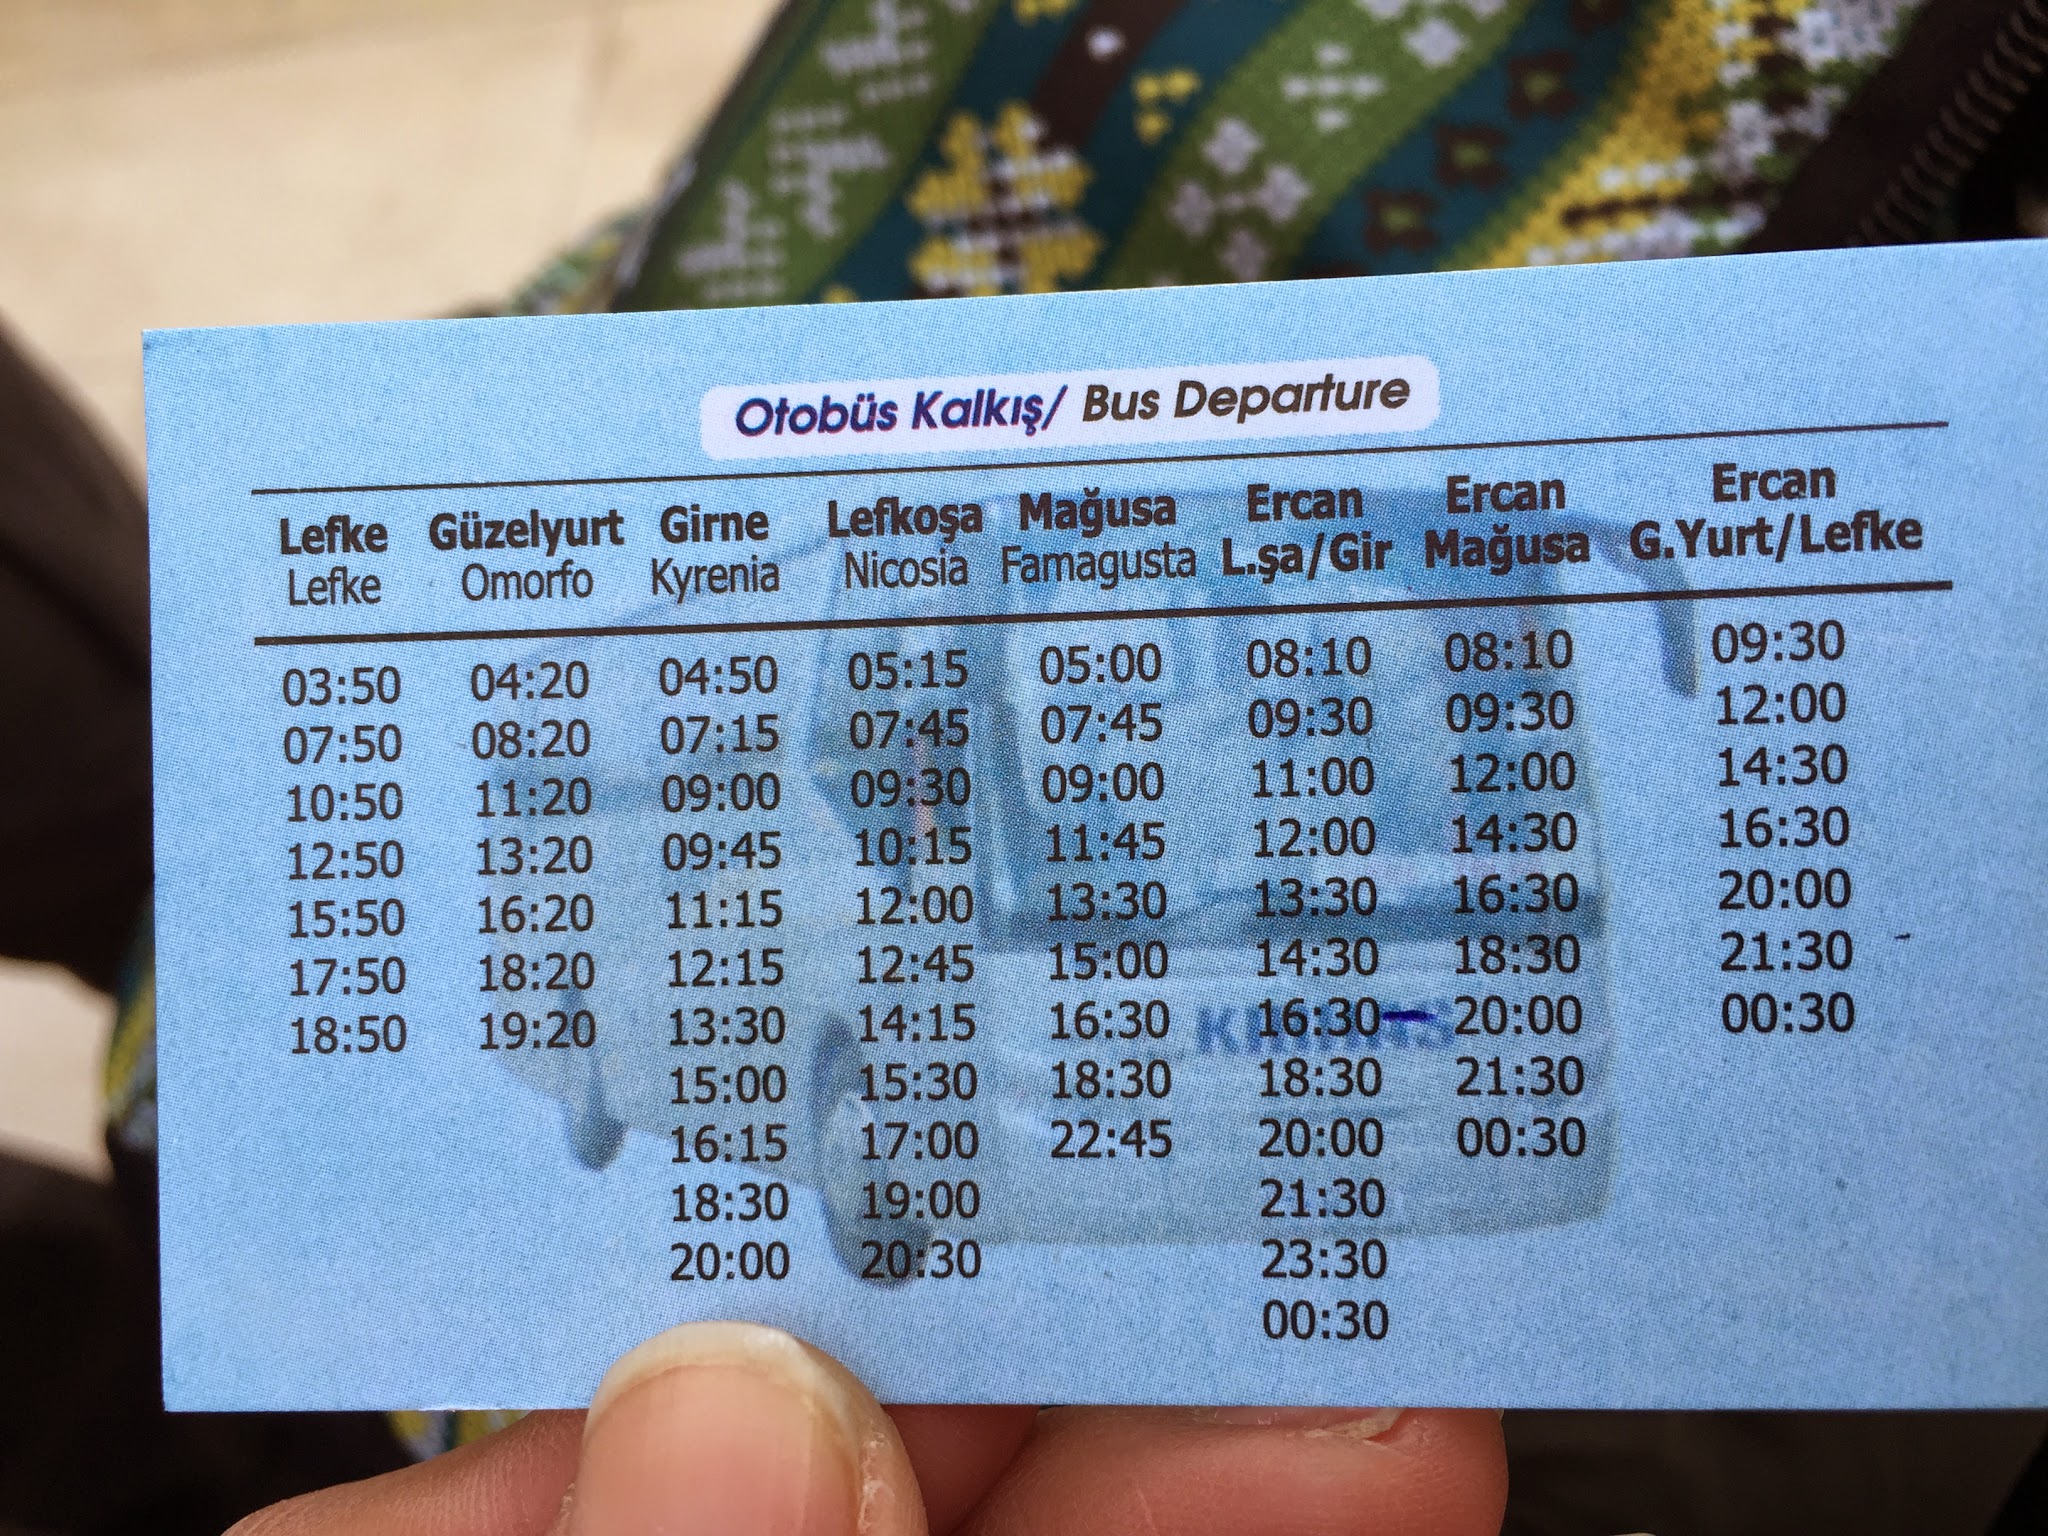 Otobüs Kalkış/ Bus Departure
Lefke Güzelyurt Girne Lefkoşa Mağusa Ercan Ercan Ercan
Lefke Omorfo Kyrenia Nicosia Famagusta L.şa/Gir Mağusa G.Yurt/Lefke
03:50 04:20 04:50 05:15 05:00 08:10 08:10 09:30
07:50 08:20 07:15 07:45 07:45 09:30 09:30 12:00
10:50 11:20 09:00 09:30 09:00 11:00 12:00 14:30
12:50 13:20 09:45 10:15 11:45 12:00 14:30 16:30
15:50 16:20 11:15 12:00 13:30 13:30 16:30 20:00
17:50 18:20 12:15 12:45 15:00 14:30 18:30 21:30
18:50 19:20 13:30 14:15 16:30 16:30 20:00 00:30
15:00 15:30 18:30 18:30 21:30
16:15 17:00 22:45 20:00 00:30
18:30 19:00 21:30
20:00 20:30 23:30
00:30